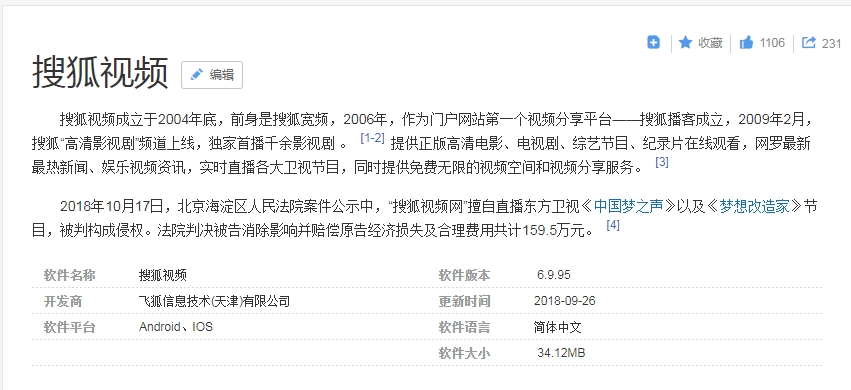 收藏 1106 231
搜狐视频 编辑
搜狐视频成立于2004年底，前身是搜狐宽频，2006年，作为门户网站第一个视频分享平台——搜狐播客成立，2009年2月，
搜狐“高清影视剧”频道上线，独家首播千余影视剧 。 [1-2] 提供正版高清电影、电视剧、综艺节目、纪录片在线观看，网罗最新
最热新闻、娱乐视频资讯，实时直播各大卫视节目，同时提供免费无限的视频空间和视频分享服务。 [3]
2018年10月17日，北京海淀区人民法院案件公示中，“搜狐视频网”擅自直播东方卫视《中国梦之声》以及《梦想改造家》节
目，被判构成侵权。法院判决被告消除影响并赔偿原告经济损失及合理费用共计159.5万元。 [4]
软件名称 搜狐视频 软件版本 6.9.95
开发商 飞狐信息技术(天津)有限公司 更新时间 2018-09-26
软件平台 Android、IOS 软件语言 简体中文
软件大小 34.12MB